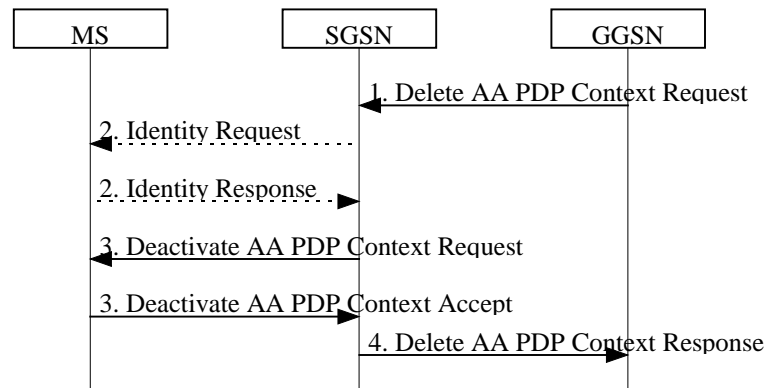 MS
SGSN
GGSN
1. Delete AA PDP Context Request
2. Identity Request
2. Identity Response
3. Deactivate AA PDP Context Request
3. Deactivate AA PDP Context Accept
4. Delete AA PDP Context Response